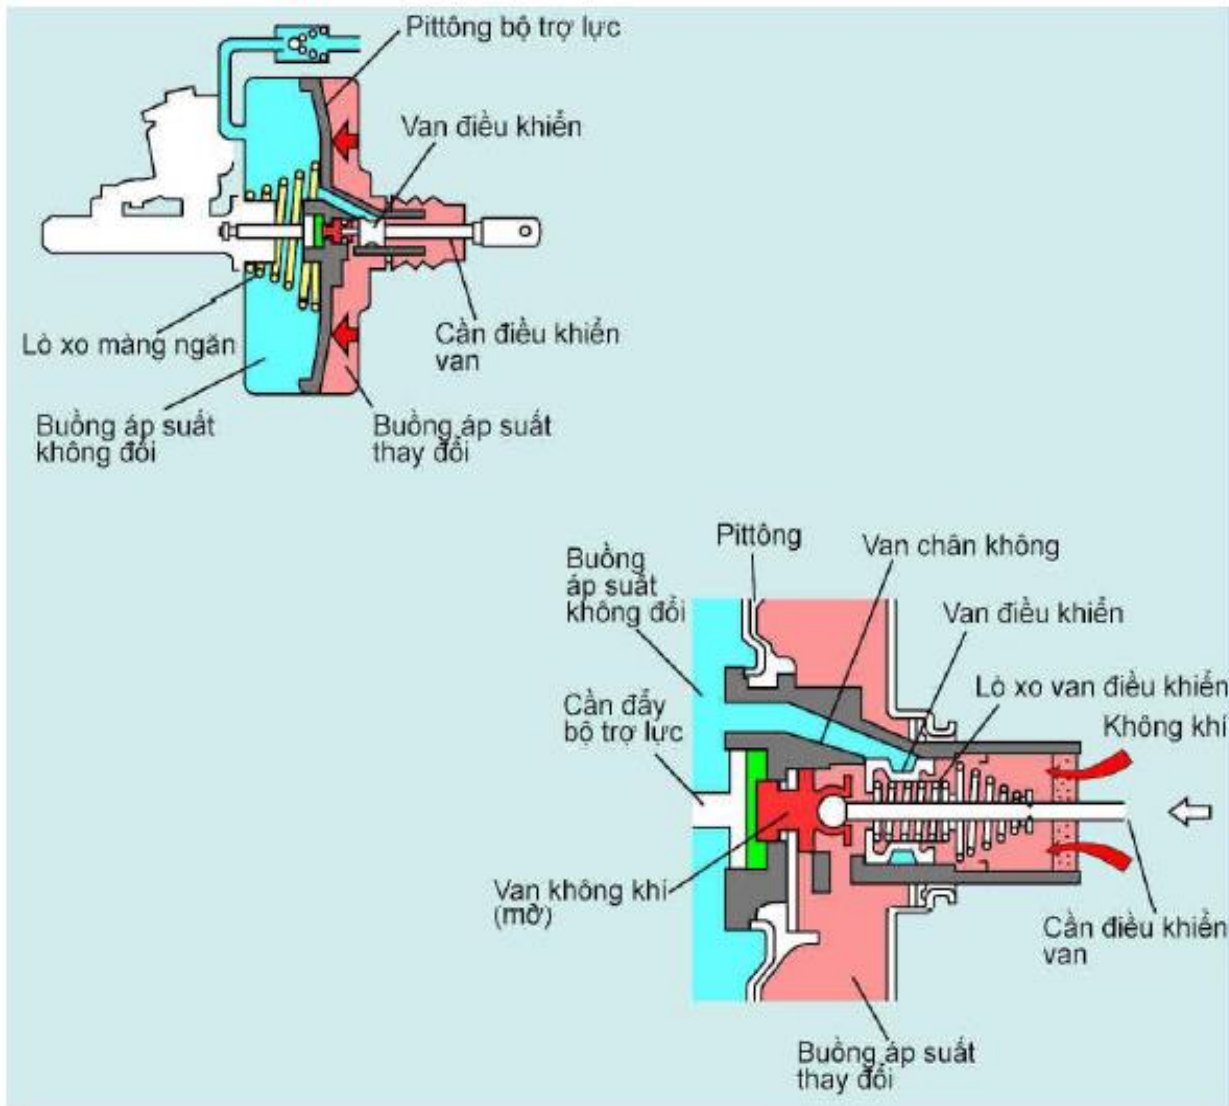 Pittông bộ trợ lực
Van điều khiển
Cần điều khiển
van
Lò xo màng ngăn
Buồng áp suất
không đổi
Buồng áp suất
thay đổi
Pittông
Van chân không
Buồng
áp suất
không đổi
Van điều khiển
Lò xo van điều khiển
Không khí
Cần đẩy
bộ trợ lực
Van không khí
(mở)
Cần điều khiển
van
Buồng áp suất
thay đổi